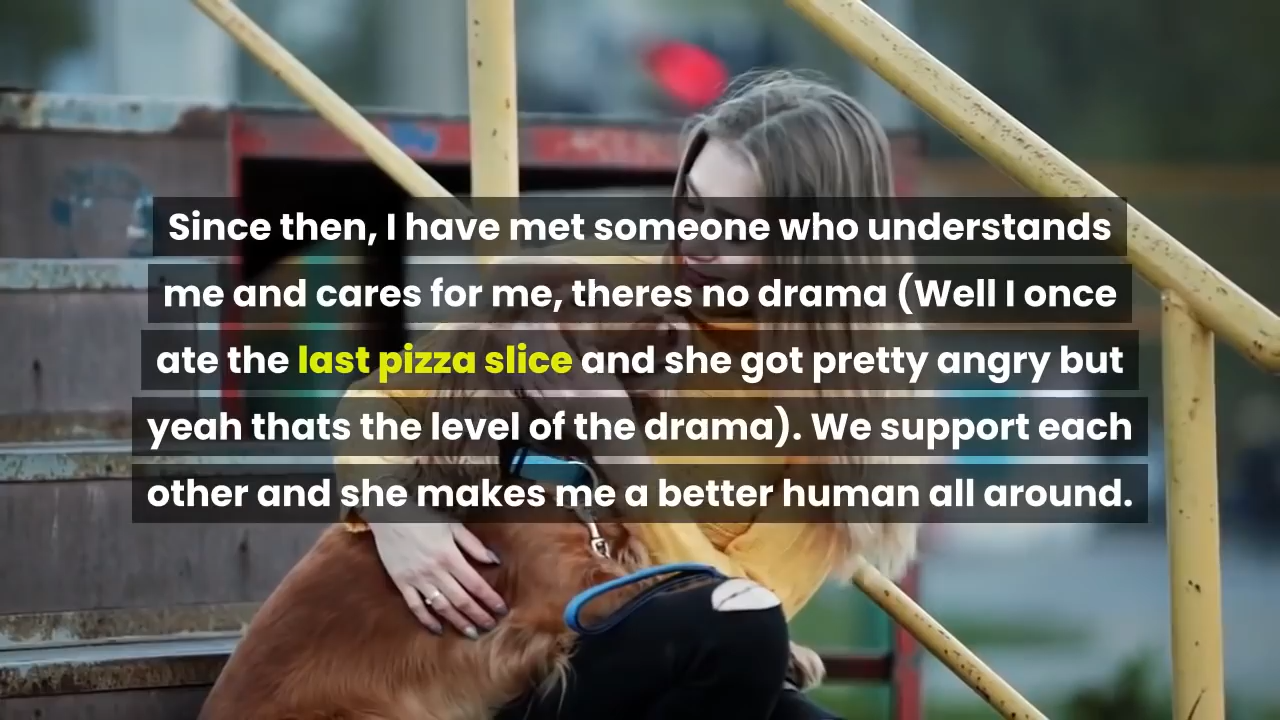 Since then, I have met someone who understands
me and cares for me, theres no drama (Well I once
ate the last pizza slice and she got pretty angry but
yeah thats the level of the drama). We support each
other and she makes me a better human all around.